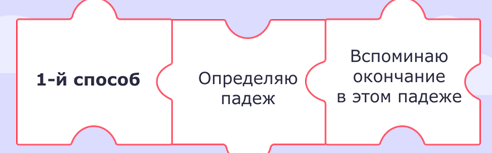 1-й способ
Определяю
падеж
Вспоминаю
окончание
в этом падеже